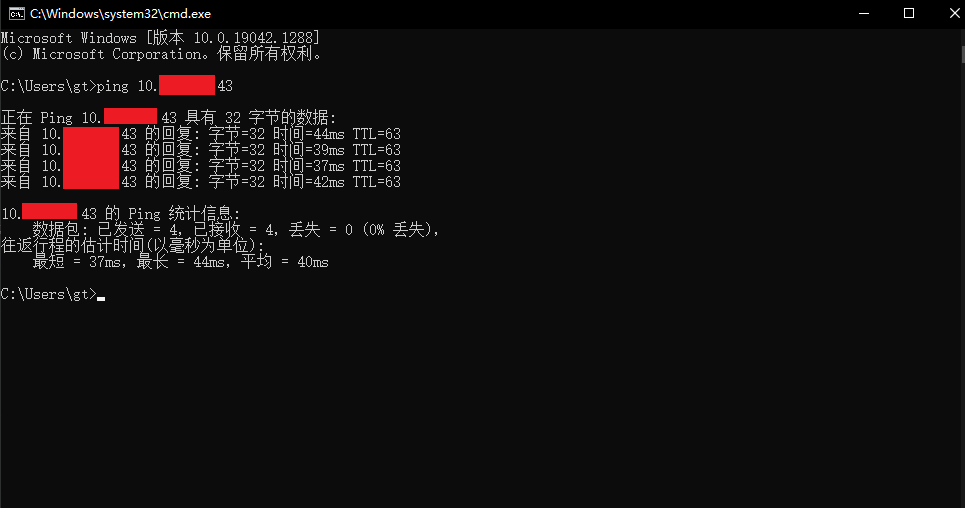 C:\Windows\system32\cmd.exe
Microsoft Windows [版本 10.0.19042.1288]
(c) Microsoft Corporation。保留所有权利。
C:\Users\gt>ping 10. 43
正在 Ping 10. 43 具有 32 字节的数据:
来自 10. 43 的回复: 字节=32 时间=44ms TTL=63
来自 10. 43 的回复: 字节=32 时间=39ms TTL=63
来自 10. 43 的回复: 字节=32 时间=37ms TTL=63
来自 10. 43 的回复: 字节=32 时间=42ms TTL=63
10. 43 的 Ping 统计信息:
数据包: 已发送 = 4，已接收 = 4，丢失 = 0 (0% 丢失)，
往返行程的估计时间(以毫秒为单位):
最短 = 37ms，最长 = 44ms，平均 = 40ms
C:\Users\gt>